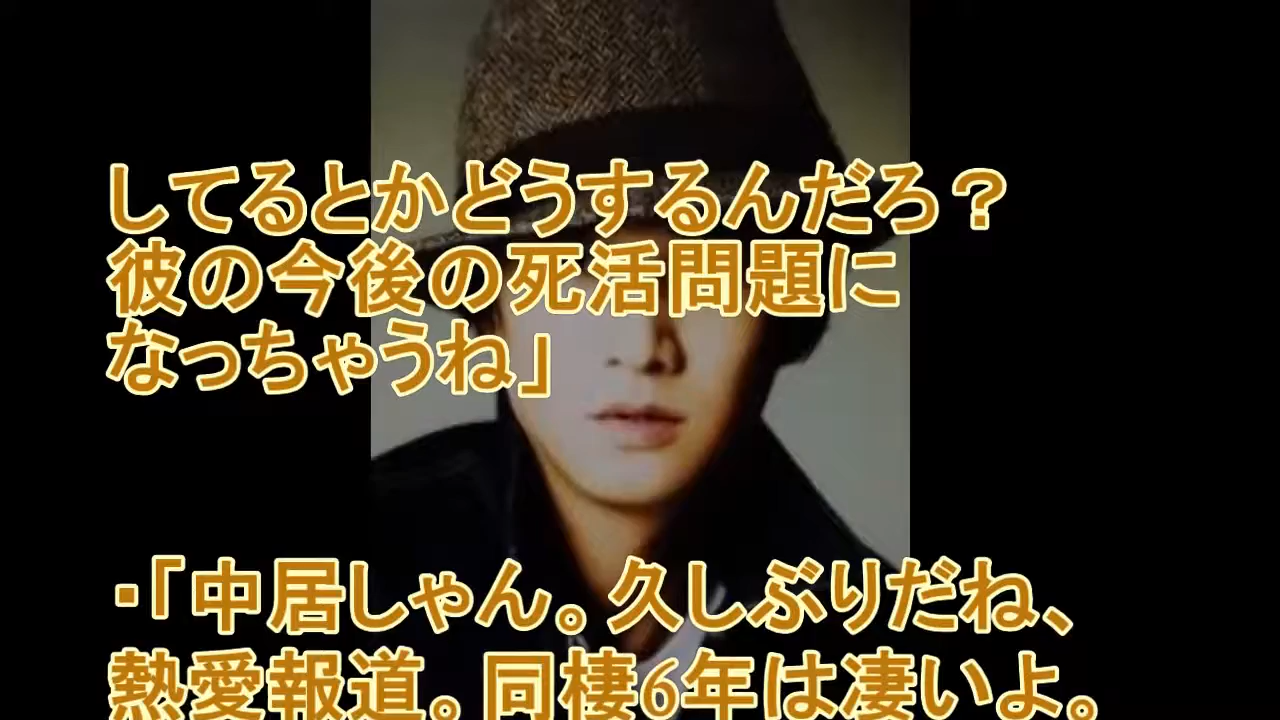 してるとかどうするんだろ？
彼の今後の死活問題に
なっちゃうね」
・「中居しゃん。久しぶりだね、
熱愛報道。同棲6年は凄いよ。